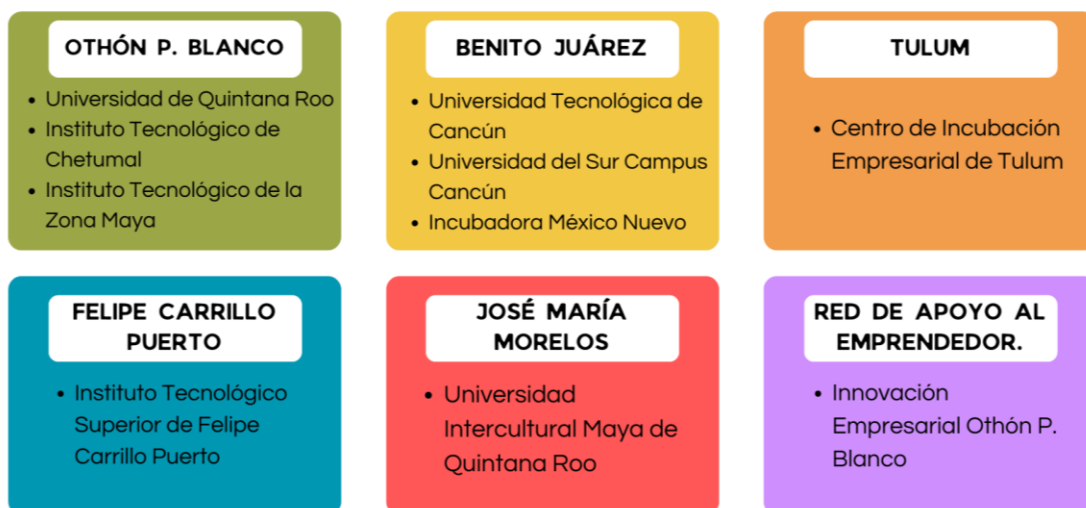 OTHÓN P. BLANCO
• Universidad de Quintana Roo
• Instituto Tecnológico de
Chetumal
• Instituto Tecnológico de la
Zona Maya
BENITO JUÁREZ
• Universidad Tecnológica de
Cancún
• Universidad del Sur Campus
Cancún
• Incubadora México Nuevo
TULUM
• Centro de Incubación
Empresarial de Tulum
FELIPE CARRILLO
PUERTO
• Instituto Tecnológico
Superior de Felipe
Carrillo Puerto
JOSÉ MARÍA
MORELOS
• Universidad
Intercultural Maya de
Quintana Roo
RED DE APOYO AL
EMPRENDEDOR.
• Innovación
Empresarial Othón P.
Blanco